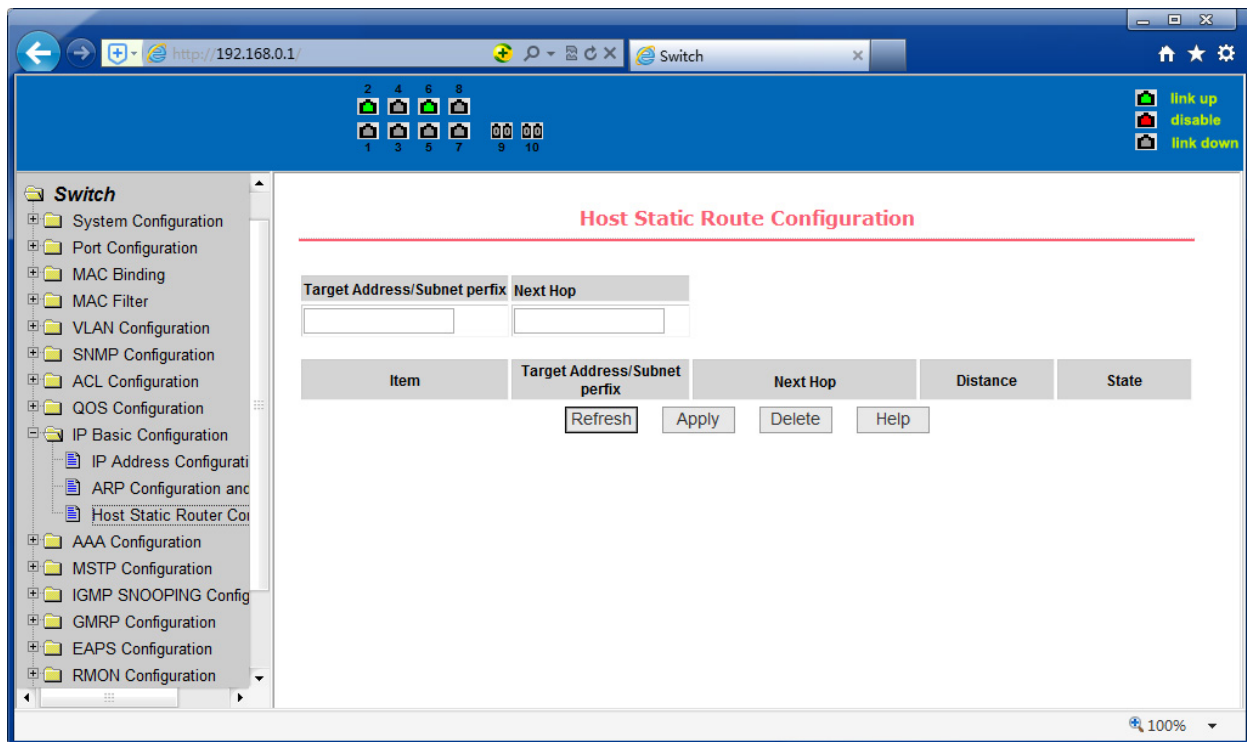 http://192.168.0.1/
Switch
2 4 6 8
1 3 5 7 9 10
link up
disable
link down
Switch
System Configuration
Port Configuration
MAC Binding
MAC Filter
VLAN Configuration
SNMP Configuration
ACL Configuration
QOS Configuration
IP Basic Configuration
IP Address Configurati
ARP Configuration and
Host Static Router Con
AAA Configuration
MSTP Configuration
IGMP SNOOPING Config
GMRP Configuration
EAPS Configuration
RMON Configuration
Host Static Route Configuration
Target Address/Subnet perfix Next Hop
Item Target Address/Subnet perfix Next Hop Distance State
Refresh Apply Delete Help
100%